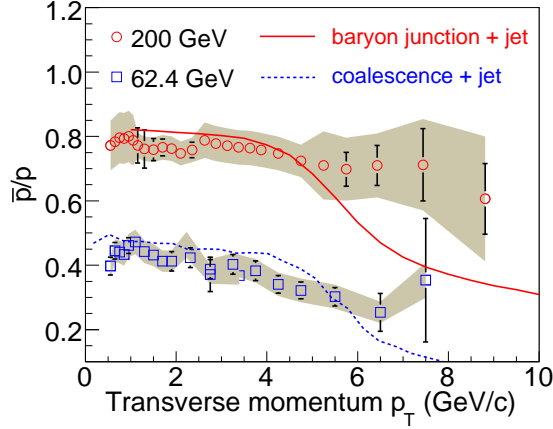 1.2
1.0
0.8
0.6
0.4
0.2
p̅/p
200 GeV
baryon junction + jet
62.4 GeV
coalescence + jet
0 2 4 6 8 10
Transverse momentum p_T (GeV/c)